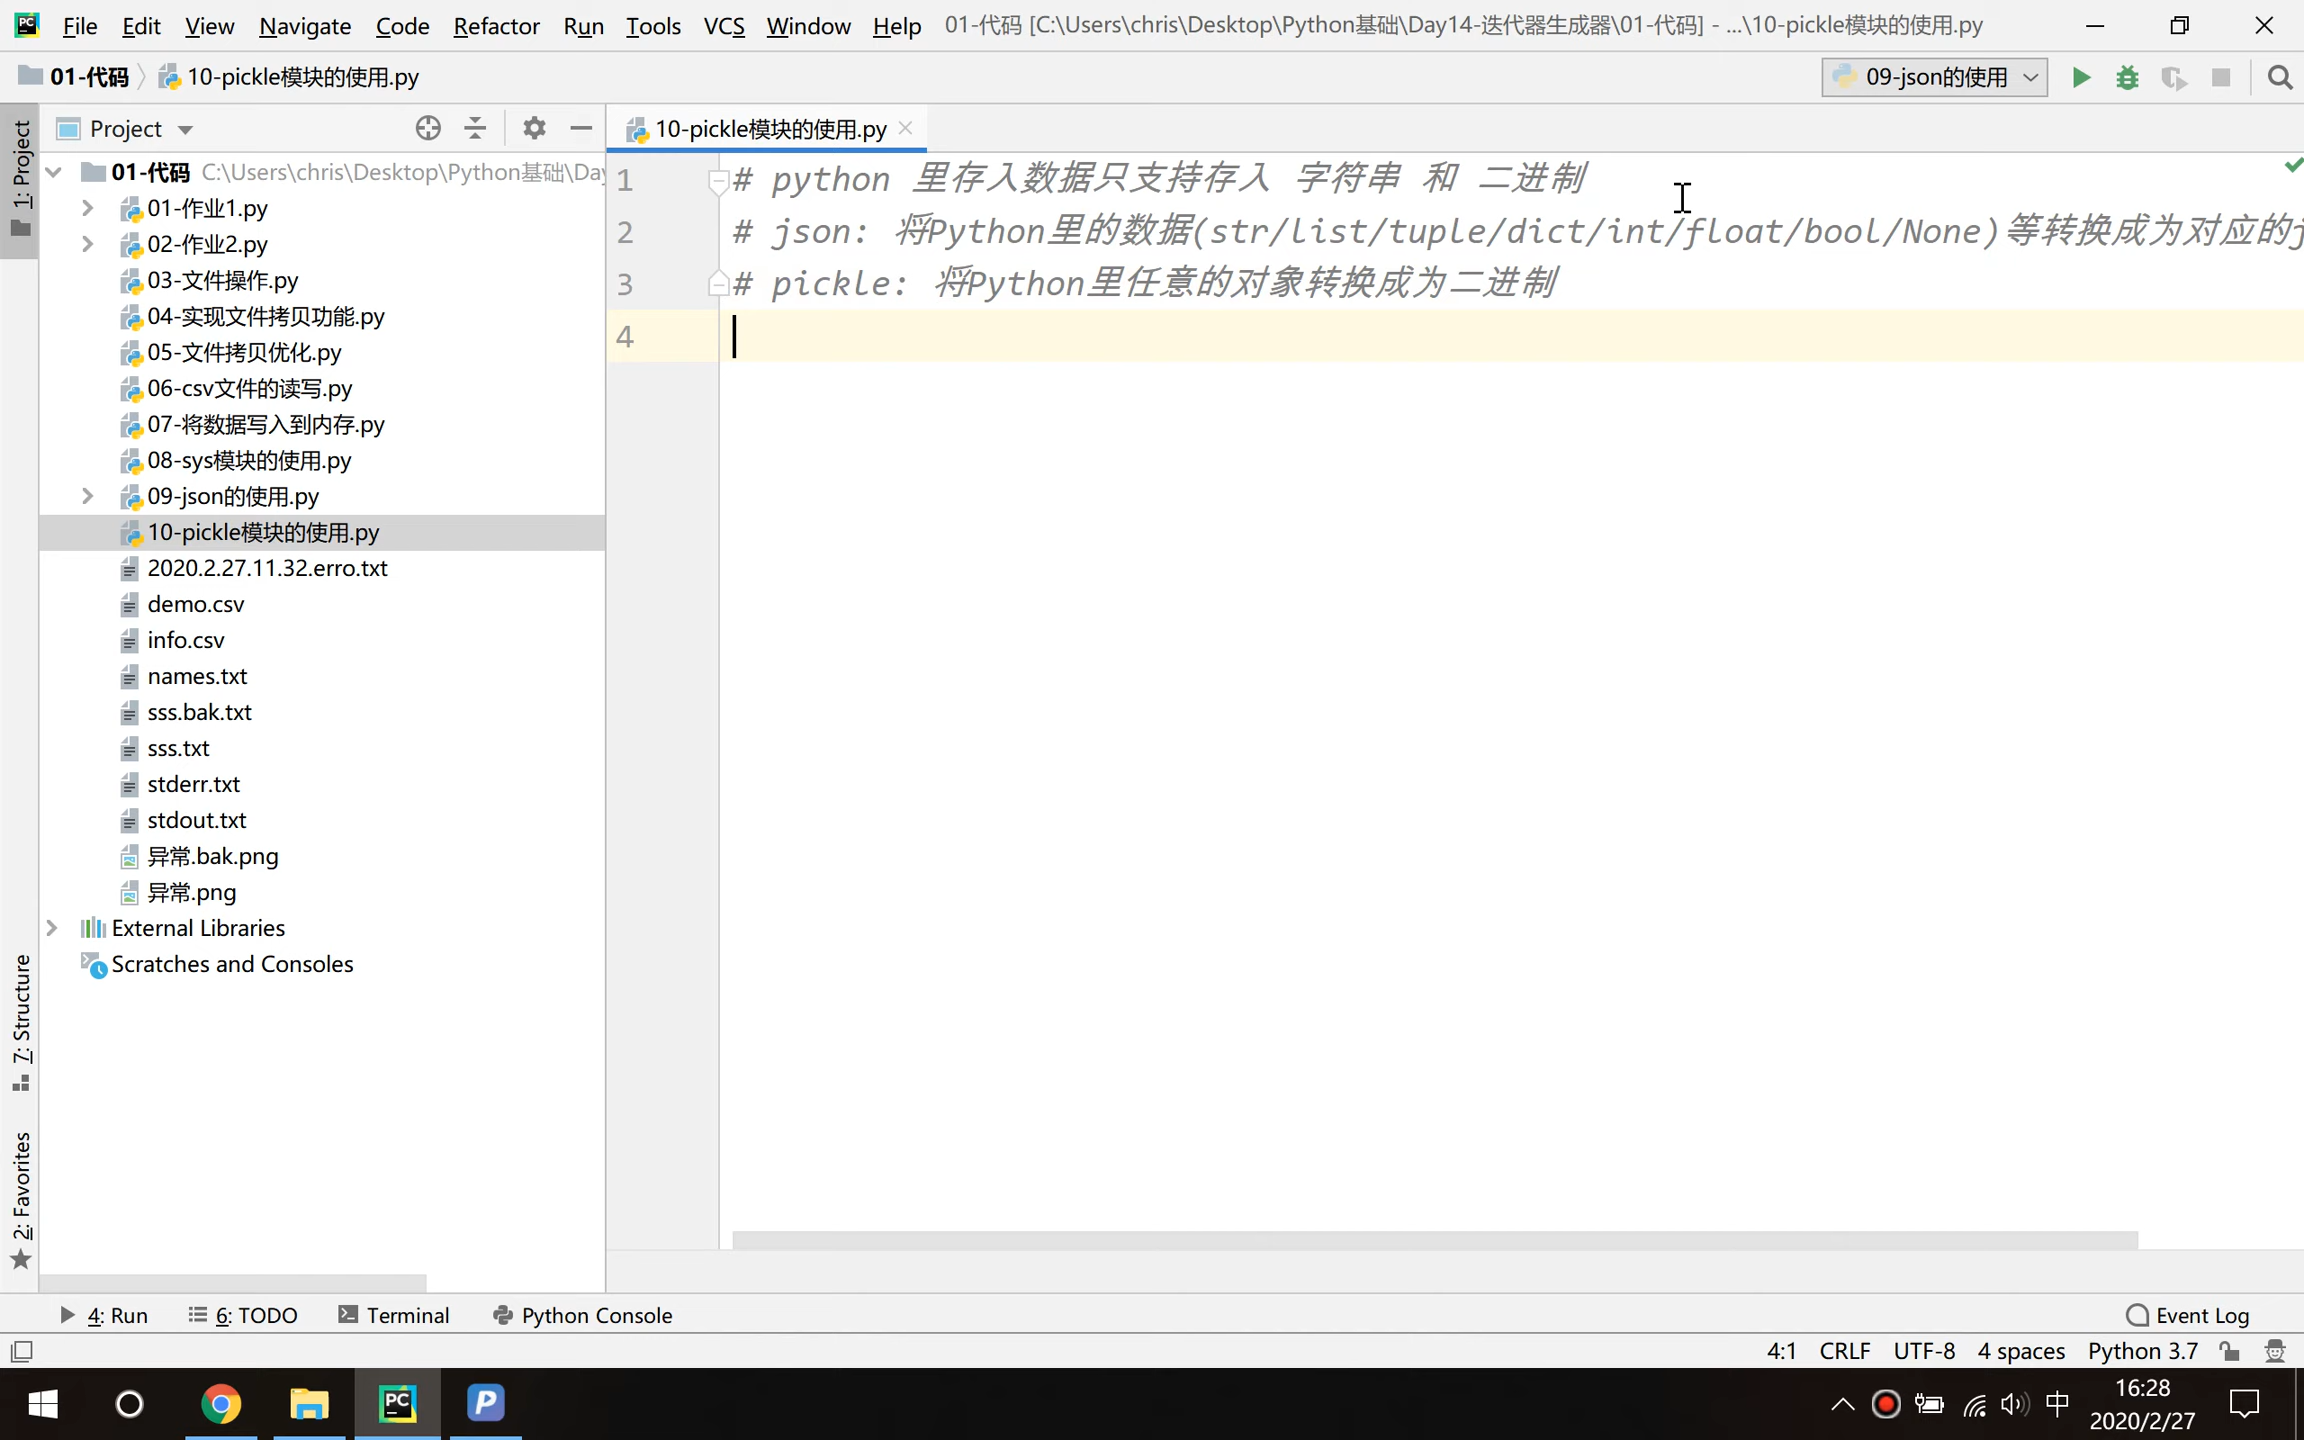 File Edit View Navigate Code Refactor Run Tools VCS Window Help 01-代码 [C:\Users\chris\Desktop\Python基础\Day14-迭代器生成器\01-代码] - ...\10-pickle模块的使用.py
01-代码 10-pickle模块的使用.py 09-json的使用
1: Project
Project
10-pickle模块的使用.py
01-代码 C:\Users\chris\Desktop\Python基础\Day
01-作业1.py
02-作业2.py
03-文件操作.py
04-实现文件拷贝功能.py
05-文件拷贝优化.py
06-csv文件的读写.py
07-将数据写入到内存.py
08-sys模块的使用.py
09-json的使用.py
10-pickle模块的使用.py
2020.2.27.11.32.erro.txt
demo.csv
info.csv
names.txt
sss.bak.txt
sss.txt
stderr.txt
stdout.txt
异常.bak.png
异常.png
External Libraries
Scratches and Consoles
1 # python 里存入数据只支持存入 字符串 和 二进制
2 # json: 将Python里的数据(str/list/tuple/dict/int/float/bool/None)等转换成为对应的j
3 # pickle: 将Python里任意的对象转换成为二进制
4
7: Structure
2: Favorites
4: Run 6: TODO Terminal Python Console Event Log
4:1 CRLF UTF-8 4 spaces Python 3.7
中 16:28
2020/2/27